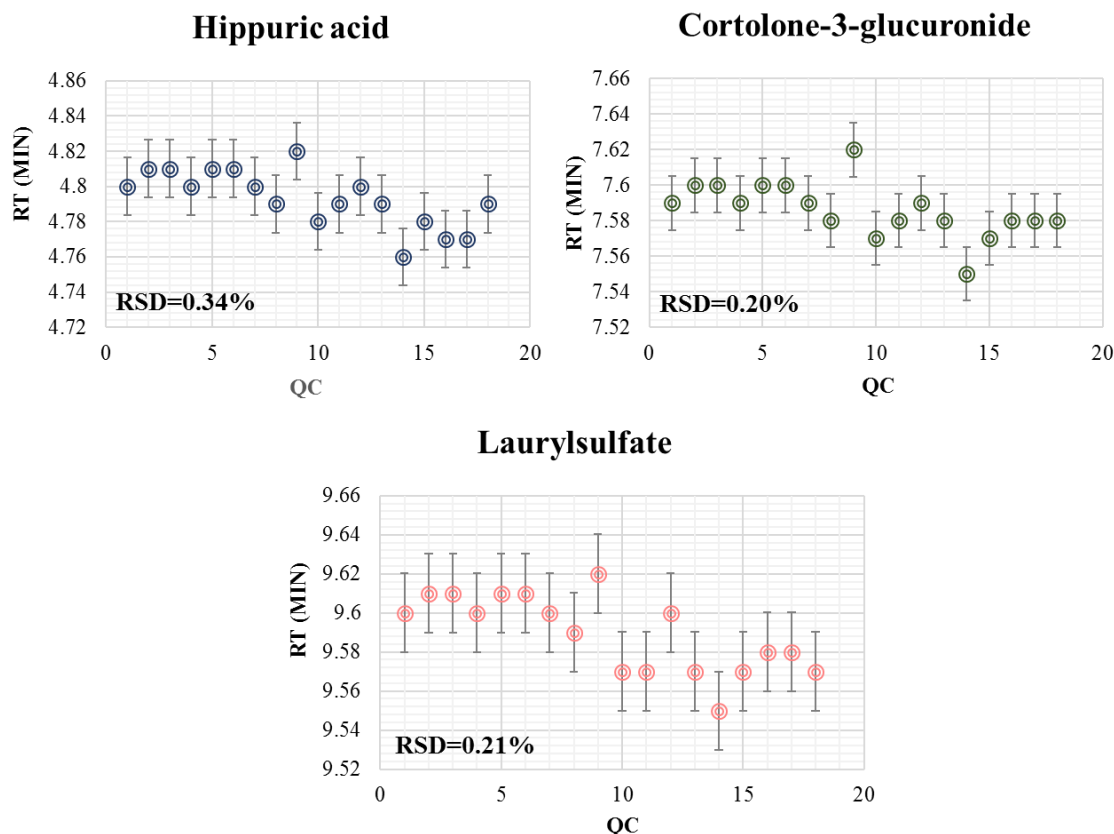 Hippuric acid
RT (MIN)
4.86
4.84
4.82
4.8
4.78
4.76
4.74
4.72
RSD=0.34%
0 5 10 15 20
QC
Cortolone-3-glucuronide
RT (MIN)
7.66
7.64
7.62
7.6
7.58
7.56
7.54
7.52
RSD=0.20%
0 5 10 15 20
QC
Laurylsulfate
RT (MIN)
9.66
9.64
9.62
9.6
9.58
9.56
9.54
9.52
RSD=0.21%
0 5 10 15 20
QC